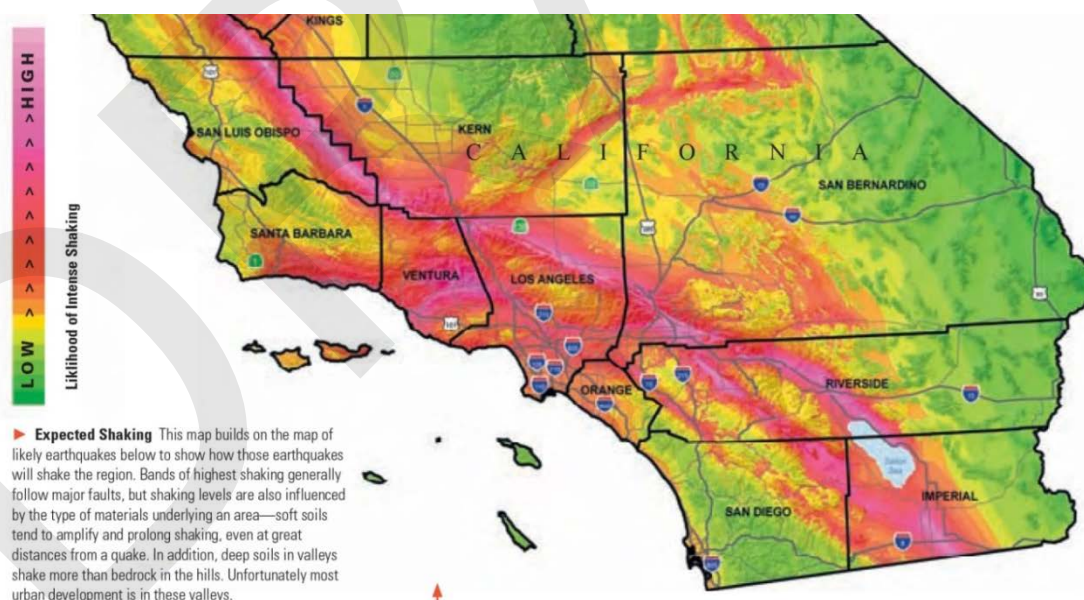 KINGS
HIGH
LOW
Liklihood of Intense Shaking
SAN LUIS OBISPO
KERN
CALIFORNIA
SAN BERNARDINO
SANTA BARBARA
VENTURA
LOS ANGELES
ORANGE
RIVERSIDE
SAN DIEGO
IMPERIAL
Salton
Sea
► Expected Shaking This map builds on the map of
likely earthquakes below to show how those earthquakes
will shake the region. Bands of highest shaking generally
follow major faults, but shaking levels are also influenced
by the type of materials underlying an area—soft soils
tend to amplify and prolong shaking, even at great
distances from a quake. In addition, deep soils in valleys
shake more than bedrock in the hills. Unfortunately most
urban development is in these valleys.